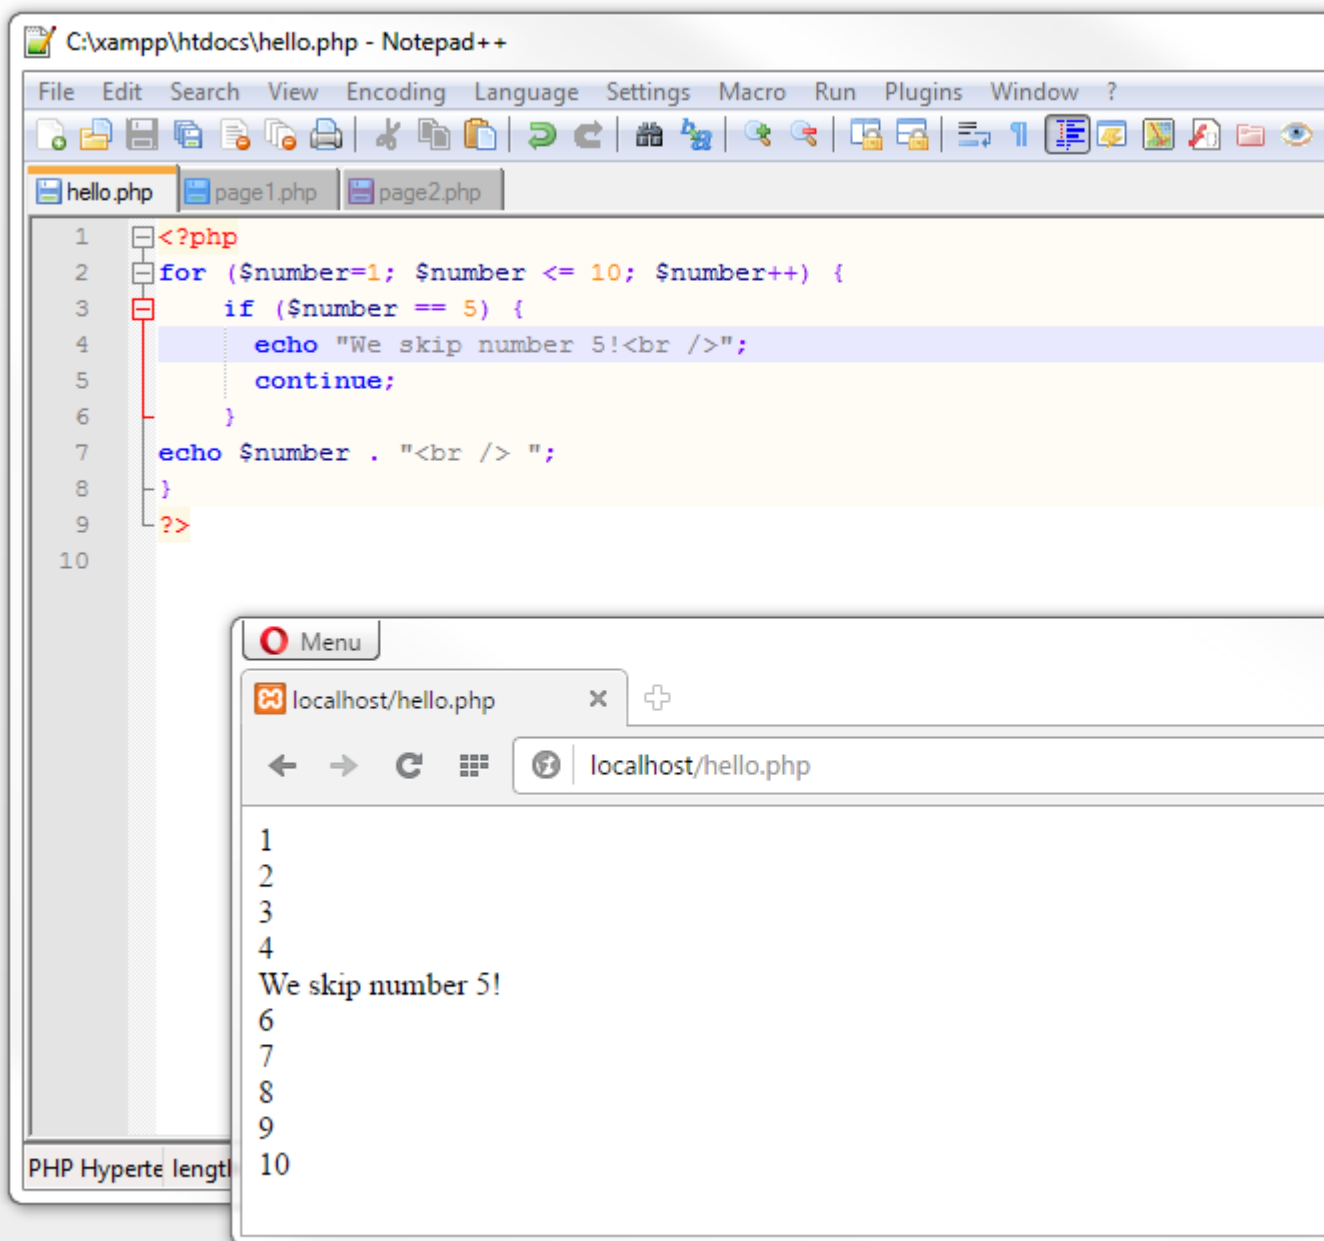 C:\xampp\htdocs\hello.php - Notepad++
File Edit Search View Encoding Language Settings Macro Run Plugins Window ?
hello.php page1.php page2.php
1 <?php
2 for ($number=1; $number <= 10; $number++) {
3     if ($number == 5) {
4       echo "We skip number 5!<br />";
5       continue;
6     }
7 echo $number . "<br /> ";
8 }
9 ?>
10
Menu
localhost/hello.php
localhost/hello.php
1
2
3
4
We skip number 5!
6
7
8
9
10
PHP Hyperte length